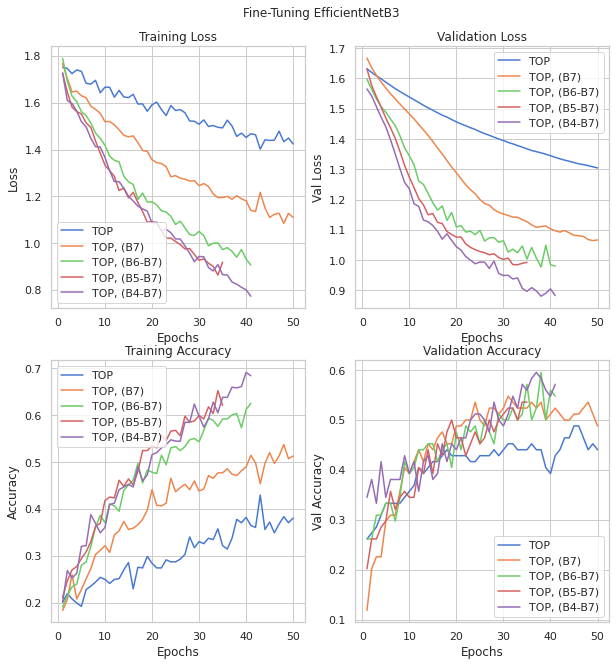 Fine-Tuning EfficientNetB3
Training Loss
Loss
1.8
1.6
1.4
1.2
1.0
0.8
TOP
TOP, (B7)
TOP, (B6-B7)
TOP, (B5-B7)
TOP, (B4-B7)
0 10 20 30 40 50
Epochs
Validation Loss
Val Loss
1.7
1.6
1.5
1.4
1.3
1.2
1.1
1.0
0.9
TOP
TOP, (B7)
TOP, (B6-B7)
TOP, (B5-B7)
TOP, (B4-B7)
0 10 20 30 40 50
Epochs
Training Accuracy
Accuracy
0.7
0.6
0.5
0.4
0.3
0.2
TOP
TOP, (B7)
TOP, (B6-B7)
TOP, (B5-B7)
TOP, (B4-B7)
0 10 20 30 40 50
Epochs
Validation Accuracy
Val Accuracy
0.6
0.5
0.4
0.3
0.2
0.1
TOP
TOP, (B7)
TOP, (B6-B7)
TOP, (B5-B7)
TOP, (B4-B7)
0 10 20 30 40 50
Epochs